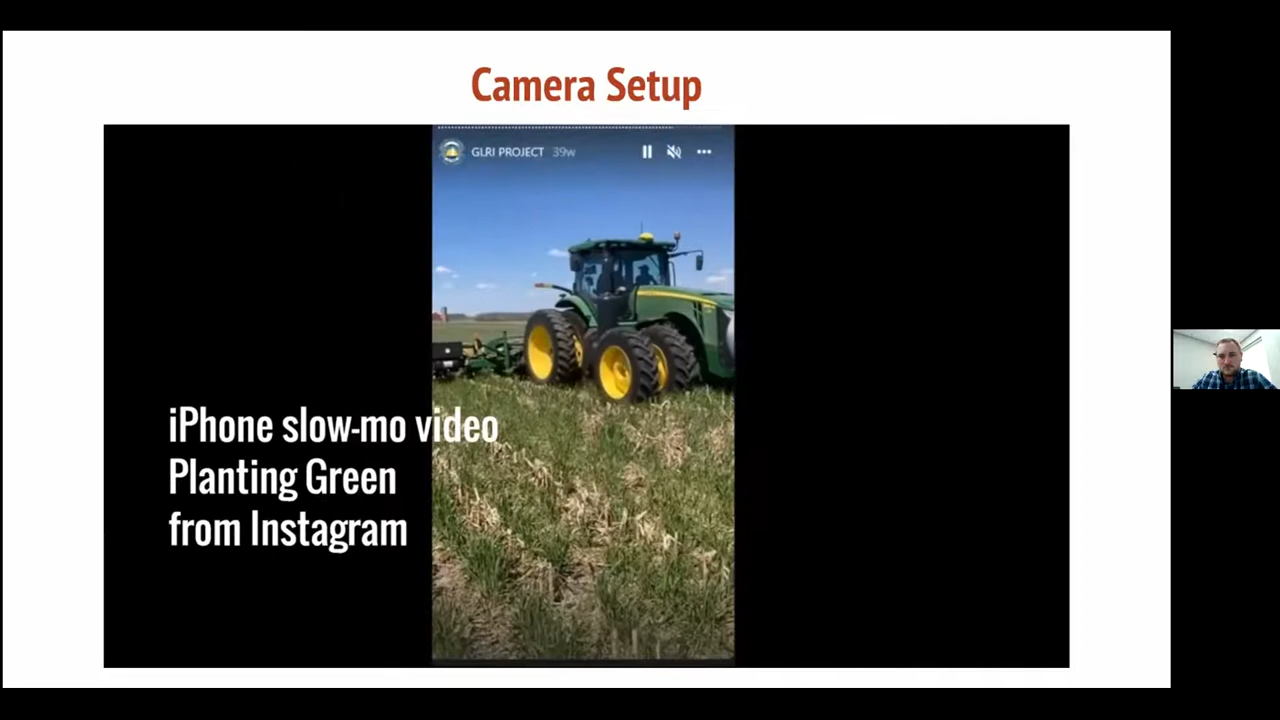 Camera Setup
GLRI PROJECT 39w
iPhone slow-mo video
Planting Green
from Instagram